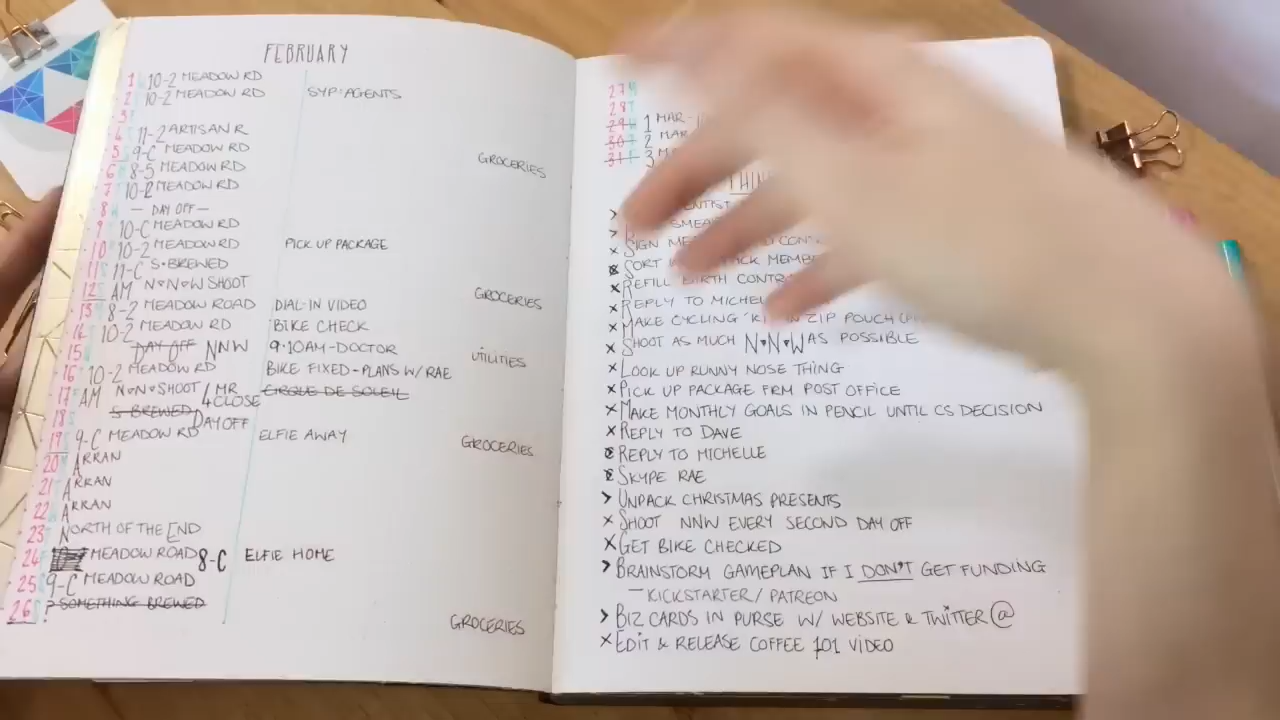 FEBRUARY
1 10-2 MEADOW RD
2 10-2 MEADOW RD SYP:AGENTS
3
4 11-2 ARTISAN R
5 9-C MEADOW RD GROCERIES
6 8-5 MEADOW RD
7 10-2 MEADOW RD
8 — DAY OFF —
9 10-C MEADOW RD
10 10-2 MEADOW RD PICK UP PACKAGE
11 11-C S•BREWED
12 AM N•N•W SHOOT GROCERIES
13 8-2 MEADOW ROAD DIAL-IN VIDEO
14 10-2 MEADOW RD BIKE CHECK
15 DAY OFF NNW 9·10AM-DOCTOR UTILITIES
16 10-2 MEADOW RD BIKE FIXED-PLANS W/RAE
17 AM N•N•SHOOT 4 MR CLOSE CIRQUE DE SOLEIL
18 S BREWED DAY OFF
19 9-C MEADOW RD ELFIE AWAY GROCERIES
20 ARRAN
21 ARRAN
22 ARRAN
23 NORTH OF THE END
24 MEADOW ROAD 8-C ELFIE HOME
25 9-C MEADOW ROAD
26 ? SOMETHING BREWED GROCERIES
27
28
29 1 MAR
30 2 MAR
31 3
THIN
SIGN
SORT MEMBE
REFILL BIRTH CONTR
REPLY TO MICHEL
MAKE CYCLING 'KIT' IN ZIP POUCH
× SHOOT AS MUCH N•N•W AS POSSIBLE
× LOOK UP RUNNY NOSE THING
× PICK UP PACKAGE FRM POST OFFICE
× MAKE MONTHLY GOALS IN PENCIL UNTIL CS DECISION
× REPLY TO DAVE
REPLY TO MICHELLE
SKYPE RAE
> UNPACK CHRISTMAS PRESENTS
× SHOOT NNW EVERY SECOND DAY OFF
× GET BIKE CHECKED
> BRAINSTORM GAMEPLAN IF I DON'T GET FUNDING
— KICKSTARTER / PATREON
> BIZ CARDS IN PURSE W/ WEBSITE & TWITTER @
× EDIT & RELEASE COFFEE 101 VIDEO